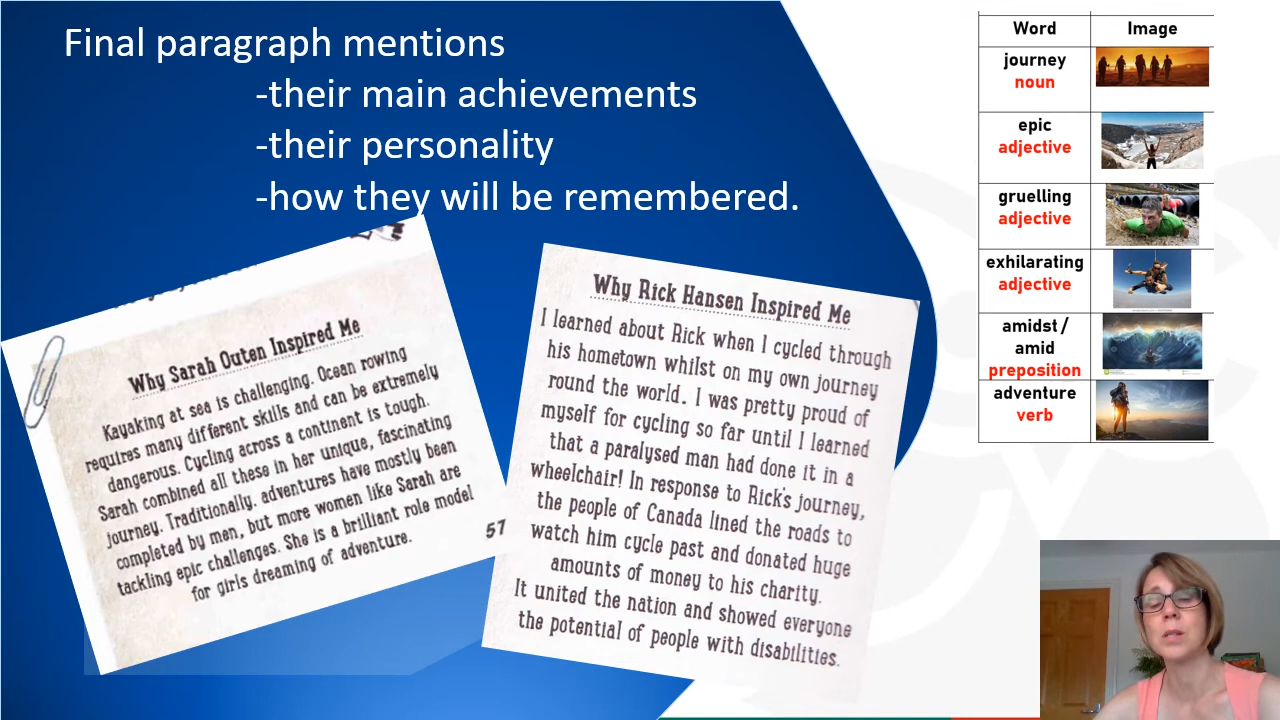 Final paragraph mentions
-their main achievements
-their personality
-how they will be remembered.
Why Sarah Outen Inspired Me
Kayaking at sea is challenging. Ocean rowing
requires many different skills and can be extremely
dangerous. Cycling across a continent is tough.
Sarah combined all these in her unique, fascinating
journey. Traditionally, adventures have mostly been
completed by men, but more women like Sarah are
tackling epic challenges. She is a brilliant role model
for girls dreaming of adventure.
57
Why Rick Hansen Inspired Me
I learned about Rick when I cycled through
his hometown whilst on my own journey
round the world. I was pretty proud of
myself for cycling so far until I learned
that a paralysed man had done it in a
wheelchair! In response to Rick's journey,
the people of Canada lined the roads to
watch him cycle past and donated huge
amounts of money to his charity.
It united the nation and showed everyone
the potential of people with disabilities.
Word Image
journey
noun
epic
adjective
gruelling
adjective
exhilarating
adjective
amidst /
amid
preposition
adventure
verb